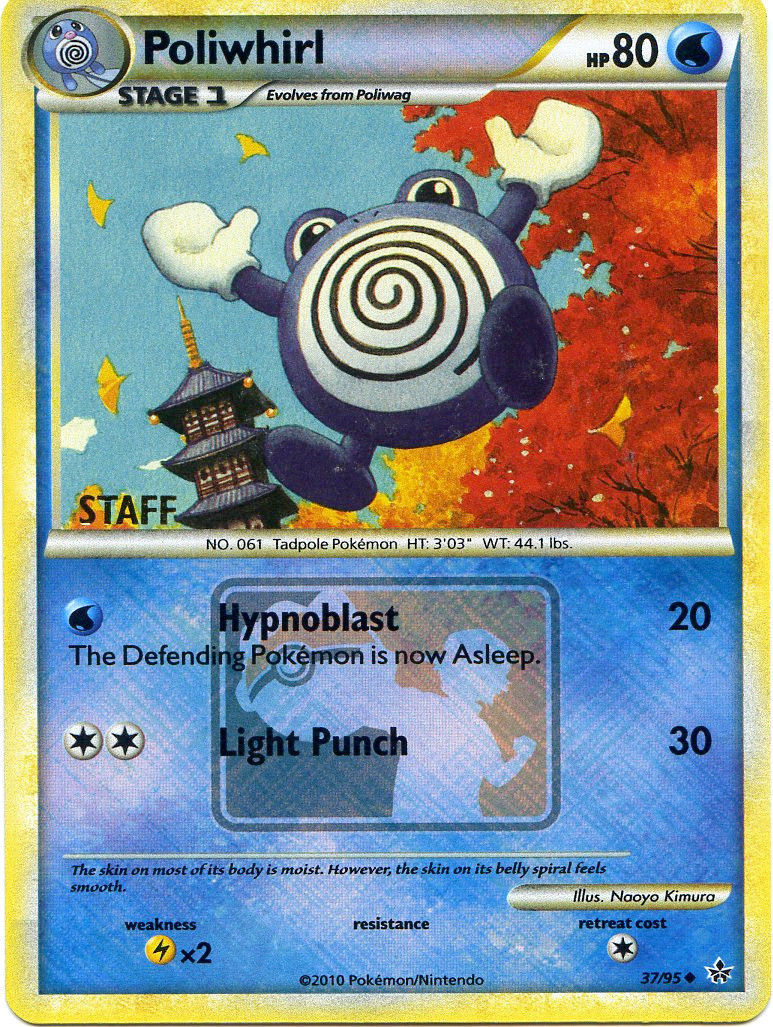 Poliwhirl
HP 80
STAGE 1
Evolves from Poliwag
STAFF
NO. 061 Tadpole Pokémon HT: 3'03" WT: 44.1 lbs.
Hypnoblast 20
The Defending Pokémon is now Asleep.
Light Punch 30
The skin on most of its body is moist. However, the skin on its belly spiral feels
smooth.
Illus. Naoyo Kimura
weakness resistance retreat cost
×2
©2010 Pokémon/Nintendo 37/95